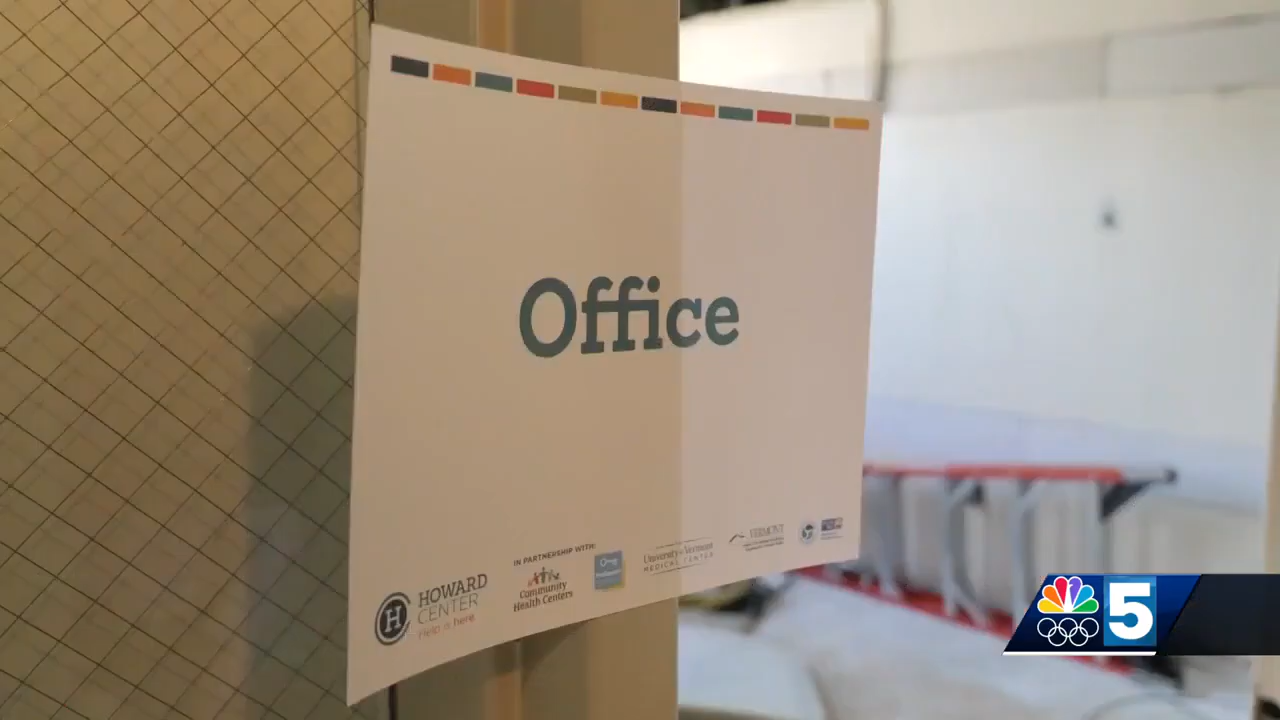 Office
HOWARD
CENTER
Help is here.
IN PARTNERSHIP WITH:
Community
Health Centers
University of Vermont
MEDICAL CENTER
VERMONT
H
5